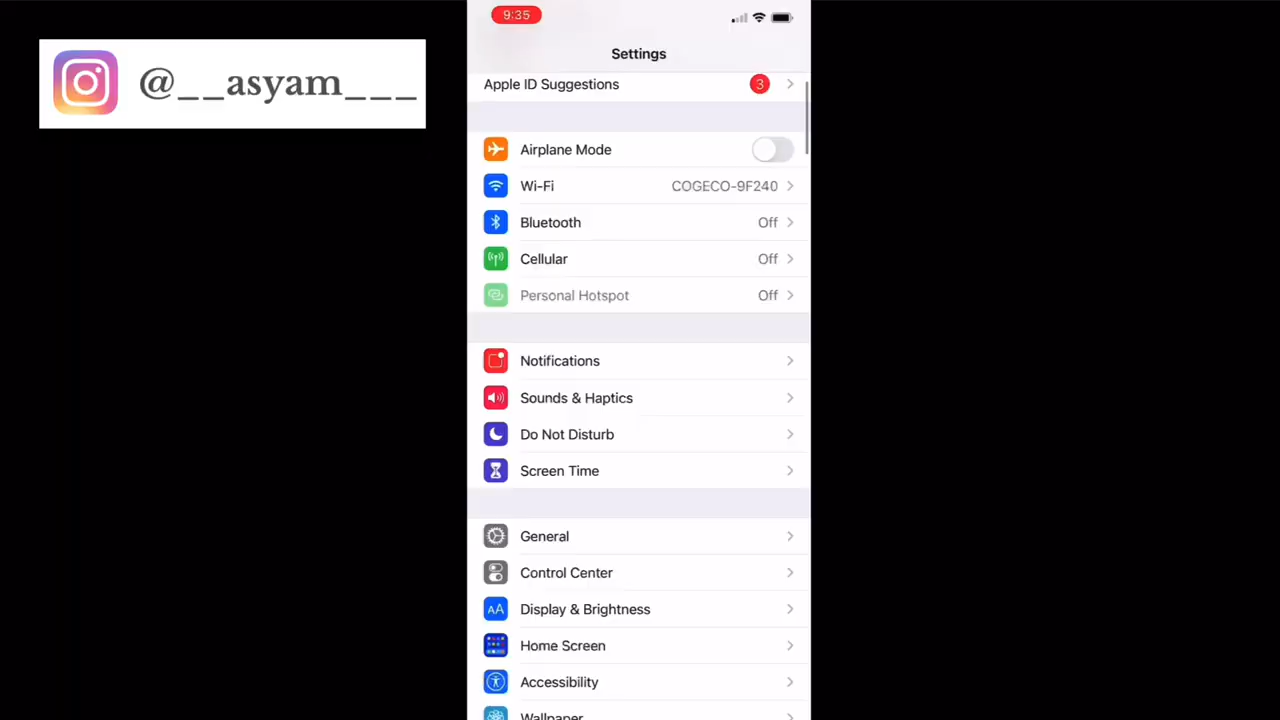 @__asyam___
9:35
Settings
Apple ID Suggestions 3
Airplane Mode
Wi-Fi COGECO-9F240
Bluetooth Off
Cellular Off
Personal Hotspot Off
Notifications
Sounds & Haptics
Do Not Disturb
Screen Time
General
Control Center
AA Display & Brightness
Home Screen
Accessibility
Wallpaper